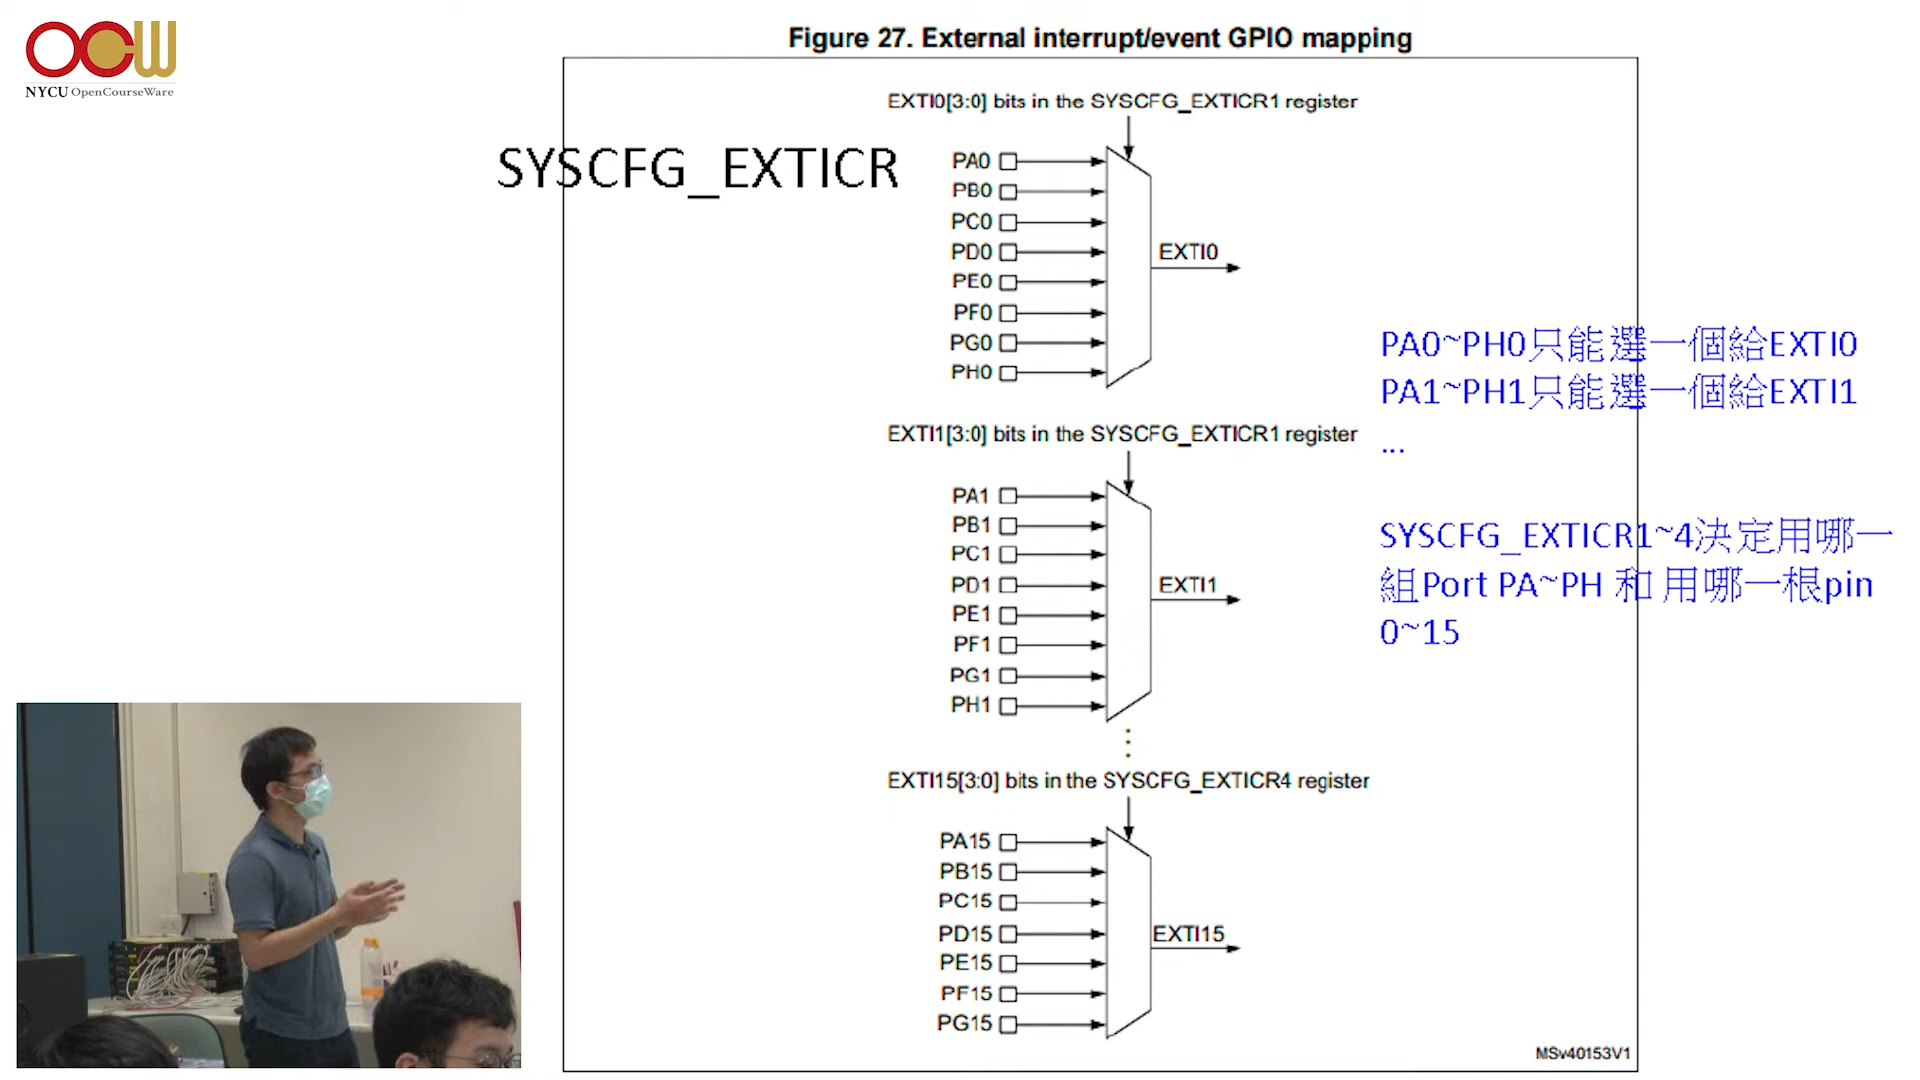 OCW
NYCU OpenCourseWare
Figure 27. External interrupt/event GPIO mapping
SYSCFG_EXTICR
EXTI0[3:0] bits in the SYSCFG_EXTICR1 register
PA0
PB0
PC0
PD0
PE0
PF0
PG0
PH0
EXTI0
EXTI1[3:0] bits in the SYSCFG_EXTICR1 register
PA1
PB1
PC1
PD1
PE1
PF1
PG1
PH1
EXTI1
EXTI15[3:0] bits in the SYSCFG_EXTICR4 register
PA15
PB15
PC15
PD15
PE15
PF15
PG15
EXTI15
MSv40153V1
PA0~PH0只能選一個給EXTI0
PA1~PH1只能選一個給EXTI1
...
SYSCFG_EXTICR1~4決定用哪一
組Port PA~PH 和 用哪一根pin
0~15